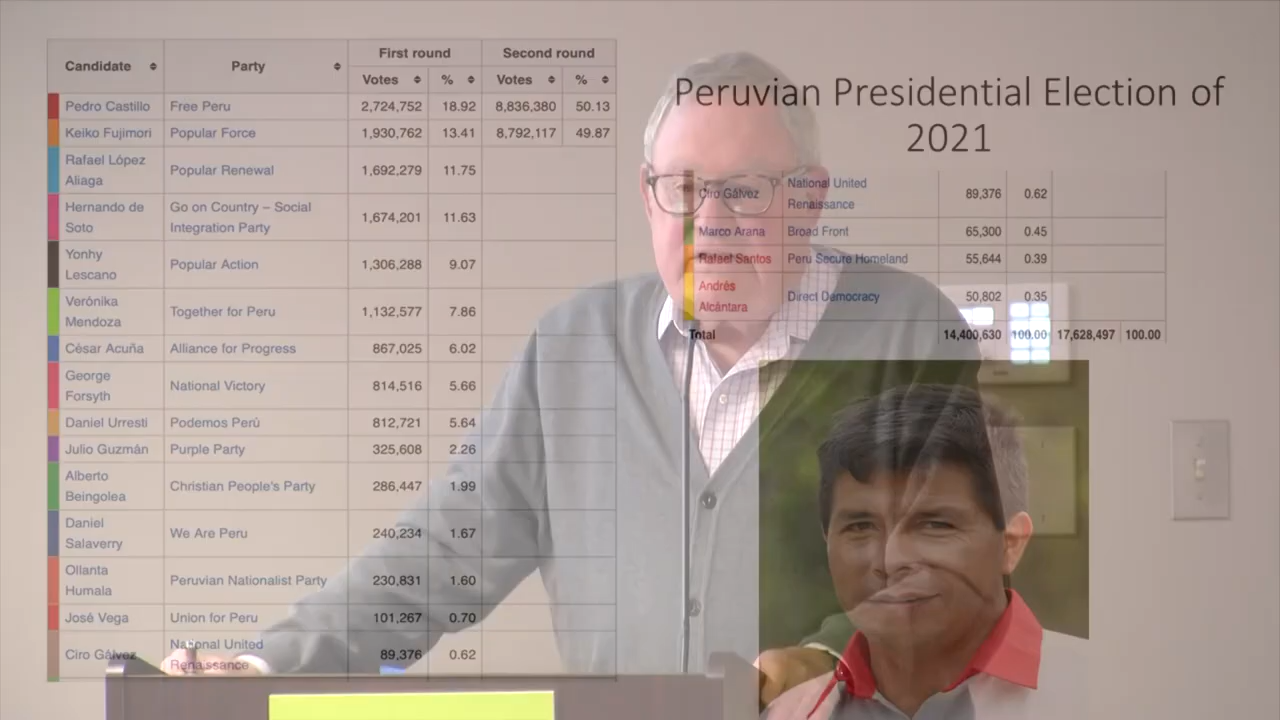 First round Second round
Candidate Party
Votes % Votes %
Pedro Castillo Free Peru 2,724,752 18.92 8,836,380 50.13
Keiko Fujimori Popular Force 1,930,762 13.41 8,792,117 49.87
Rafael López
Aliaga Popular Renewal 1,692,279 11.75
Hernando de
Soto Go on Country – Social
Integration Party 1,674,201 11.63
Yonhy
Lescano Popular Action 1,306,288 9.07
Verónika
Mendoza Together for Peru 1,132,577 7.86
César Acuña Alliance for Progress 867,025 6.02
George
Forsyth National Victory 814,516 5.66
Daniel Urresti Podemos Perú 812,721 5.64
Julio Guzmán Purple Party 325,608 2.26
Alberto
Beingolea Christian People's Party 286,447 1.99
Daniel
Salaverry We Are Peru 240,234 1.67
Ollanta
Humala Peruvian Nationalist Party 230,831 1.60
José Vega Union for Peru 101,267 0.70
Ciro Gálvez National United
Renaissance 89,376 0.62
Peruvian Presidential Election of
2021
Ciro Gálvez National United
Renaissance 89,376 0.62
Marco Arana Broad Front 65,300 0.45
Rafael Santos Peru Secure Homeland 55,644 0.39
Andrés
Alcántara Direct Democracy 50,802 0.35
Total 14,400,630 100.00 17,628,497 100.00